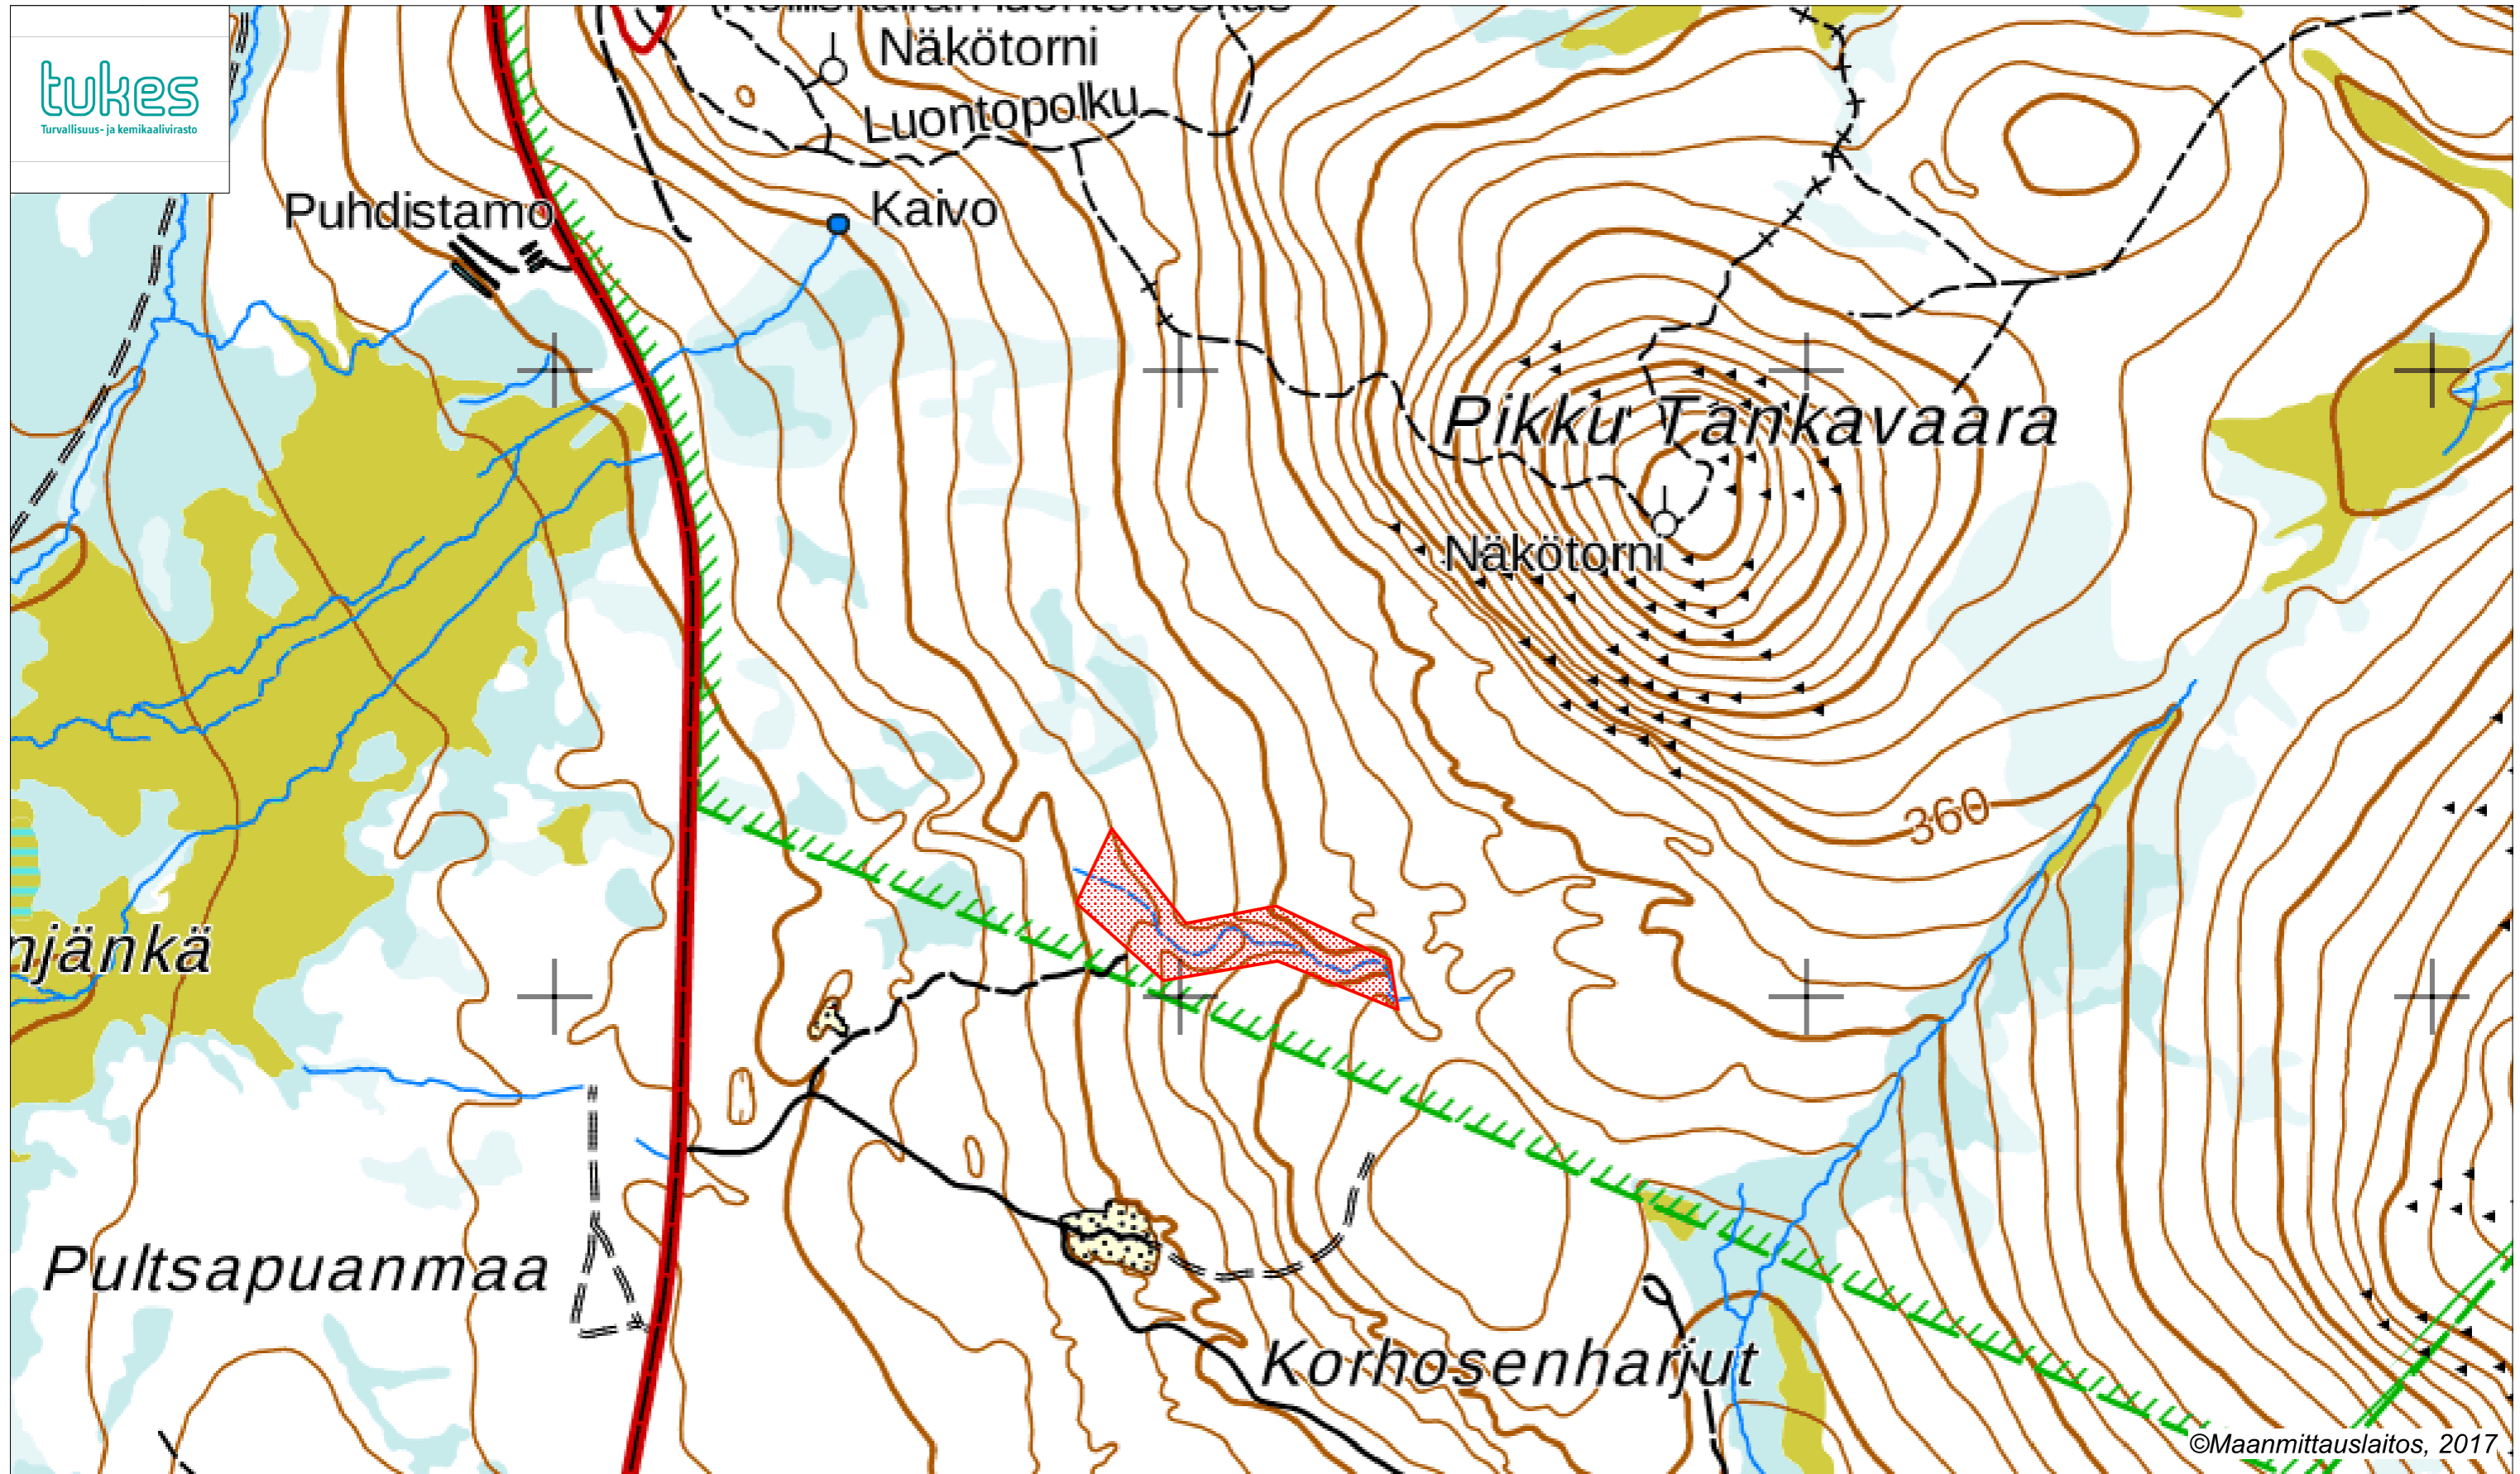 tukes
Turvallisuus- ja kemikaalivirasto
Näkötorni
Luontopolku
Puhdistamo
Kaivo
Pikku Tankavaara
Näkötorni
360
njänkä
Pultsapuanmaa
Korhosenharjut
©Maanmittauslaitos, 2017